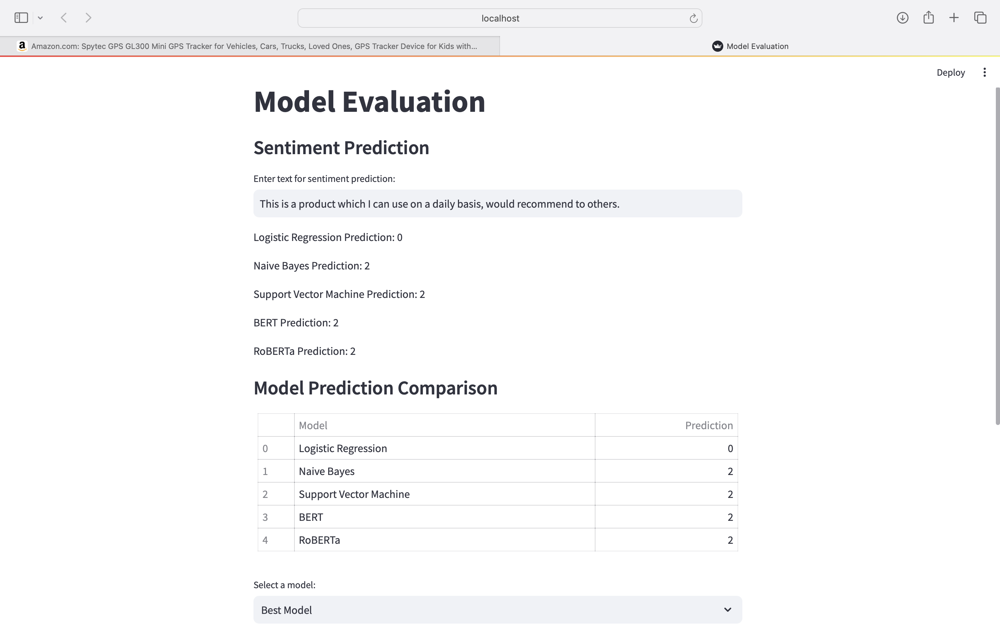 localhost
Amazon.com: Spytec GPS GL300 Mini GPS Tracker for Vehicles, Cars, Trucks, Loved Ones, GPS Tracker Device for Kids with...
Model Evaluation
Deploy
Model Evaluation
Sentiment Prediction
Enter text for sentiment prediction:
This is a product which I can use on a daily basis, would recommend to others.
Logistic Regression Prediction: 0
Naive Bayes Prediction: 2
Support Vector Machine Prediction: 2
BERT Prediction: 2
RoBERTa Prediction: 2
Model Prediction Comparison
Model Prediction
0 Logistic Regression 0
1 Naive Bayes 2
2 Support Vector Machine 2
3 BERT 2
4 RoBERTa 2
Select a model:
Best Model